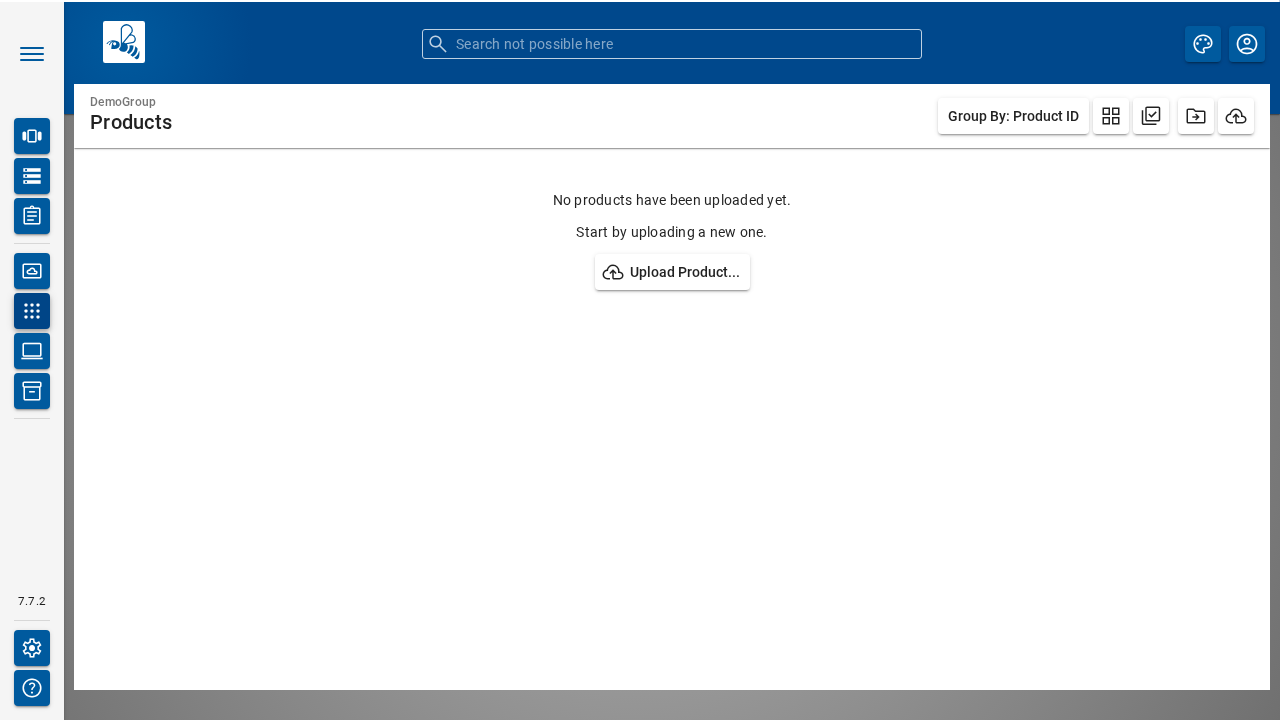 Search not possible here
DemoGroup
Products
Group By: Product ID
No products have been uploaded yet.
Start by uploading a new one.
Upload Product...
7.7.2